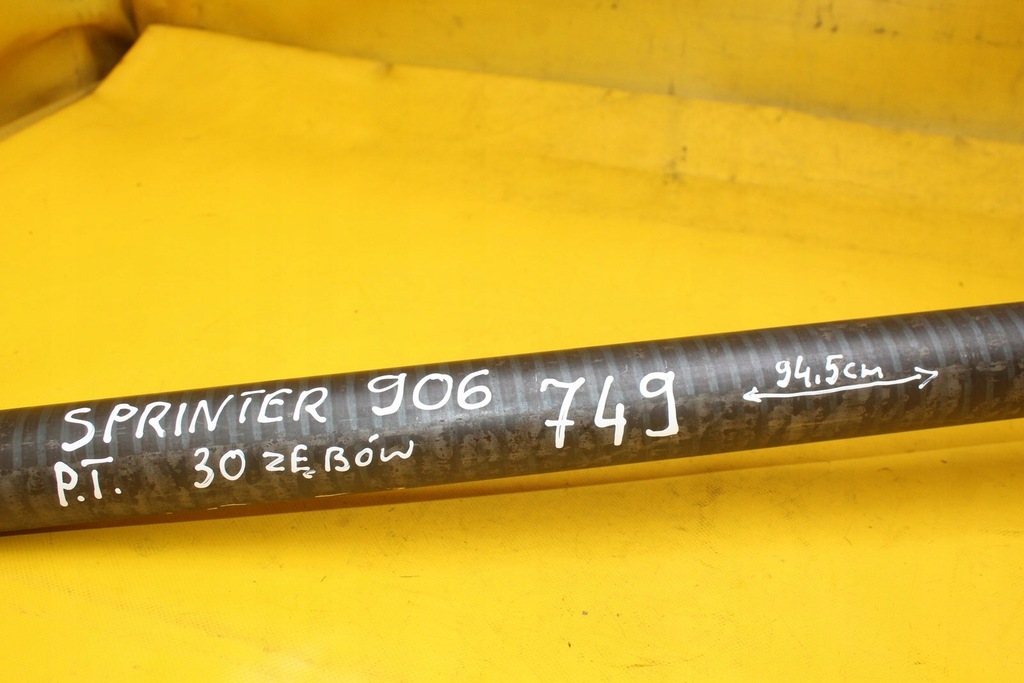 SPRINTER 906 749 94.5cm
P.T. 30 ZĘBÓW